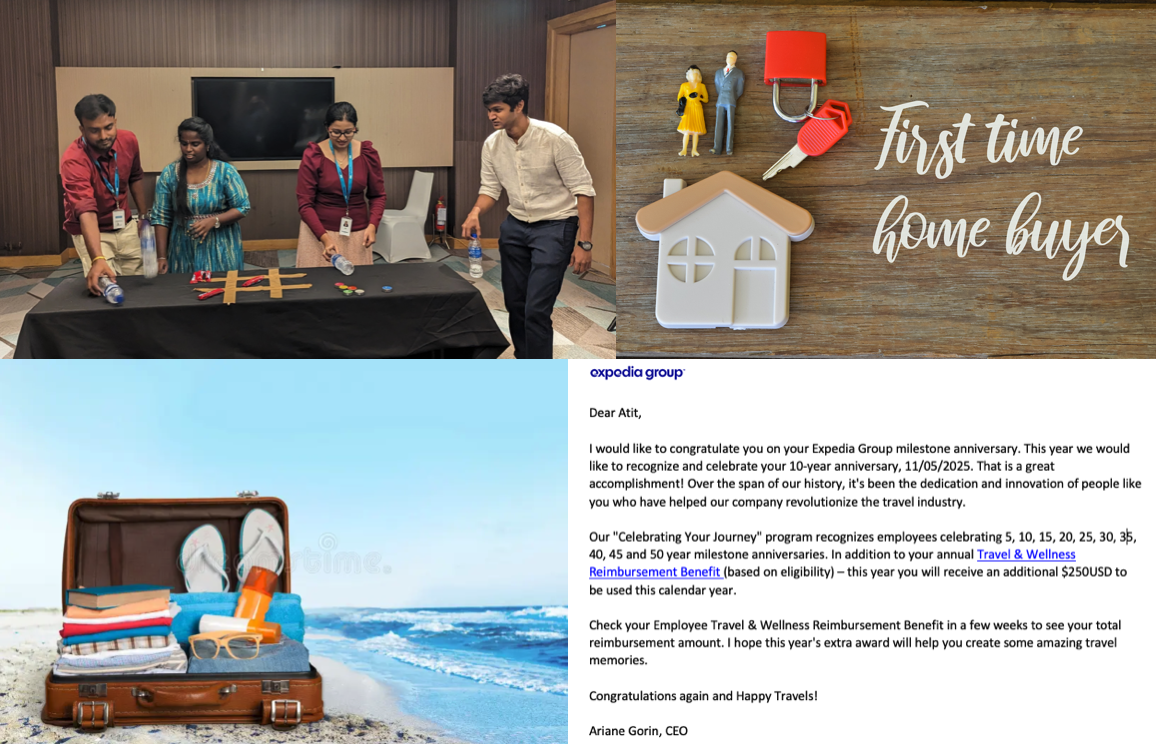 First time
home buyer
expedia group
Dear Atit,
I would like to congratulate you on your Expedia Group milestone anniversary. This year we would
like to recognize and celebrate your 10-year anniversary, 11/05/2025. That is a great
accomplishment! Over the span of our history, it's been the dedication and innovation of people like
you who have helped our company revolutionize the travel industry.
Our "Celebrating Your Journey" program recognizes employees celebrating 5, 10, 15, 20, 25, 30, 35,
40, 45 and 50 year milestone anniversaries. In addition to your annual Travel & Wellness
Reimbursement Benefit (based on eligibility) – this year you will receive an additional $250USD to
be used this calendar year.
Check your Employee Travel & Wellness Reimbursement Benefit in a few weeks to see your total
reimbursement amount. I hope this year's extra award will help you create some amazing travel
memories.
Congratulations again and Happy Travels!
Ariane Gorin, CEO